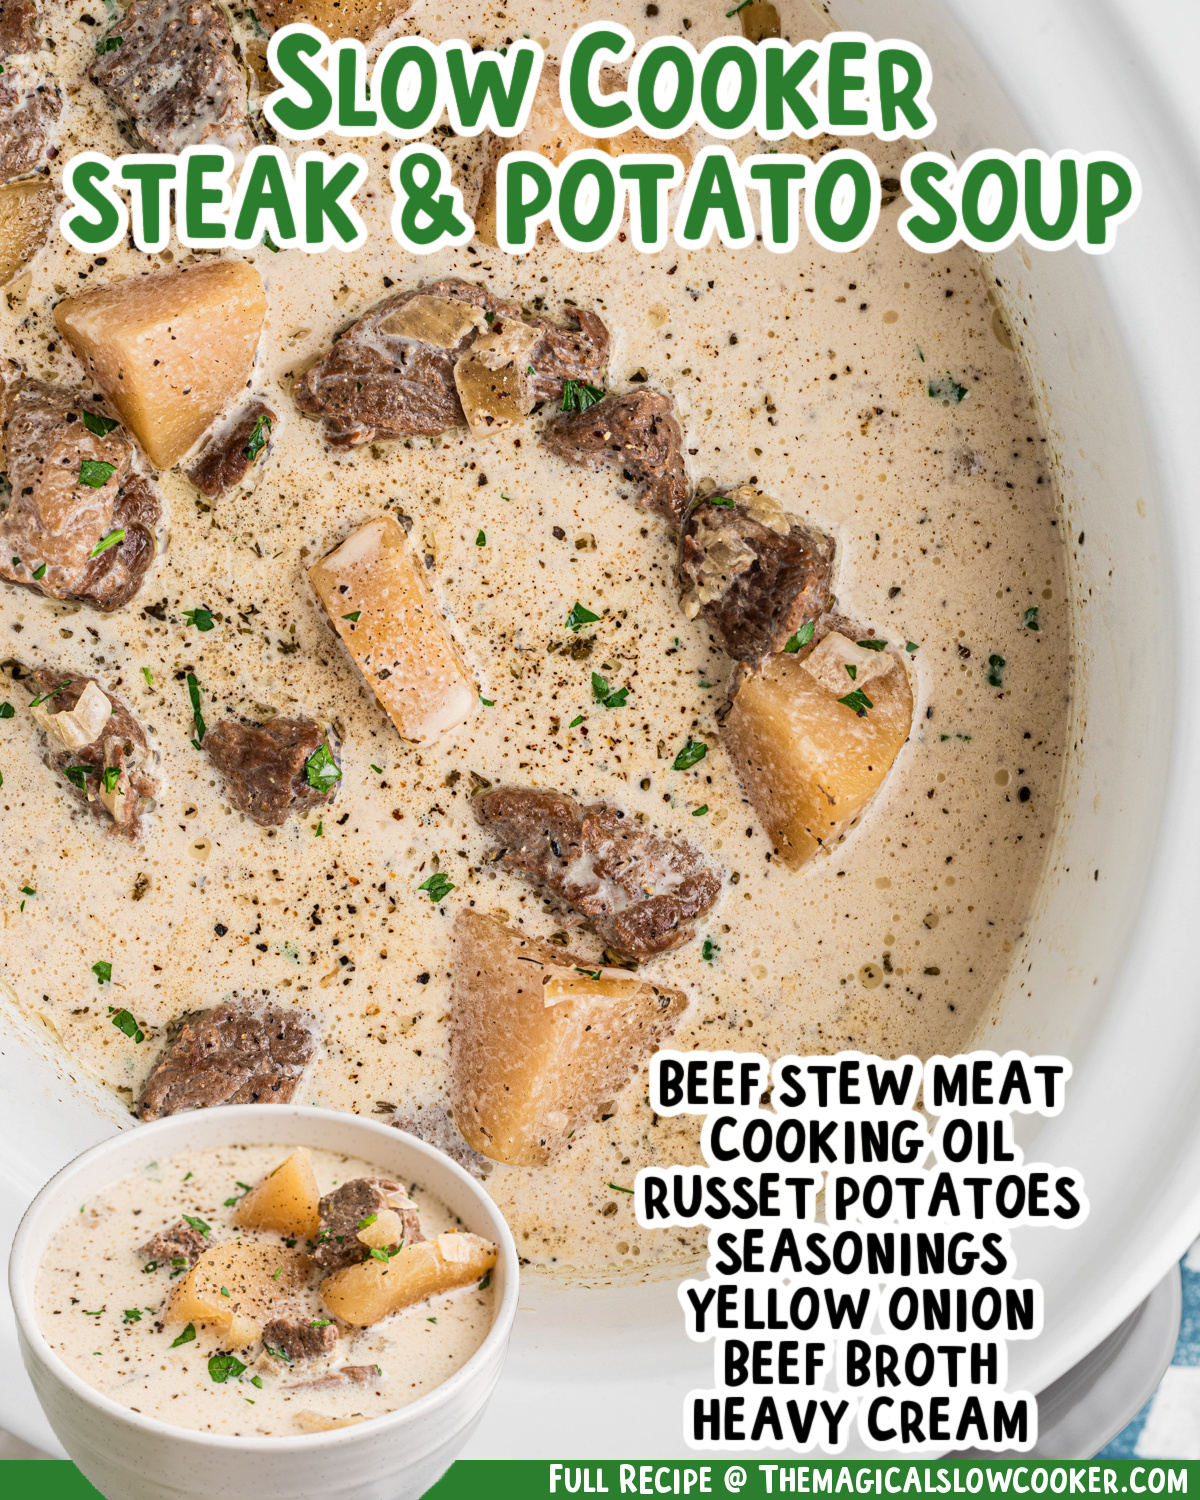 Slow Cooker
Steak & Potato Soup
Beef Stew Meat
Cooking Oil
Russet Potatoes
Seasonings
Yellow Onion
Beef Broth
Heavy Cream
Full Recipe @ Themagicalslowcooker.com